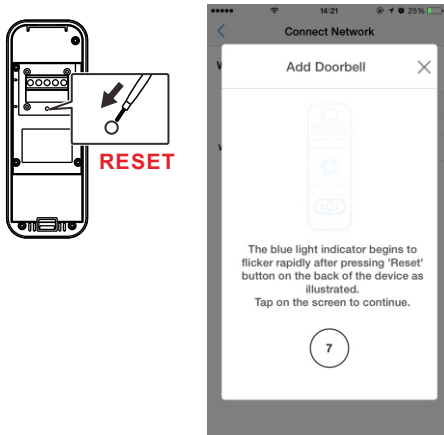 RESET
14:21
25%
Connect Network
W
Add Doorbell
w
The blue light indicator begins to
flicker rapidly after pressing 'Reset'
button on the back of the device as
illustrated.
Tap on the screen to continue.
7